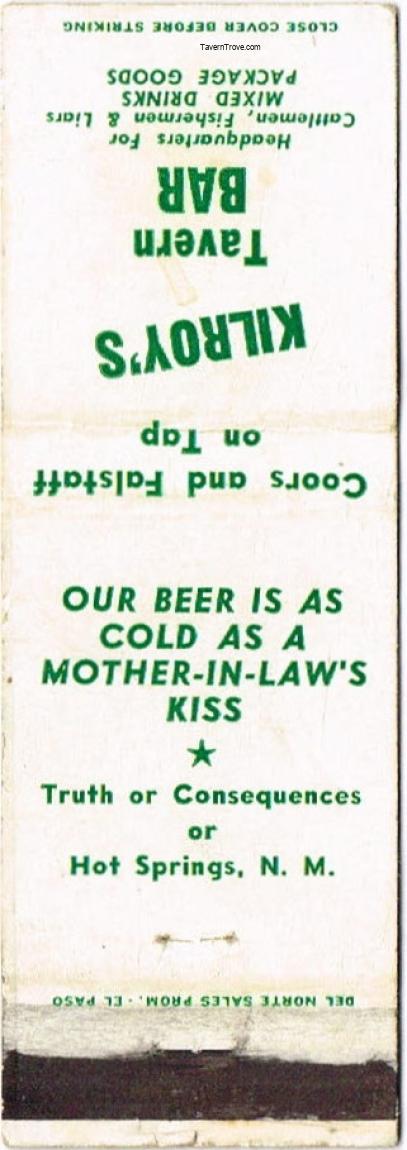 CLOSE COVER BEFORE STRIKING
TavernTrove.com
Coors and Falstaff
on Tap
KILROY'S
Tavern
BAR
Headquarters For
Cattlemen, Fishermen & Liars
MIXED DRINKS
PACKAGE GOODS
OUR BEER IS AS
COLD AS A
MOTHER-IN-LAW'S
KISS
Truth or Consequences
or
Hot Springs, N. M.
DEL NORTE SALES PROM. · EL PASO